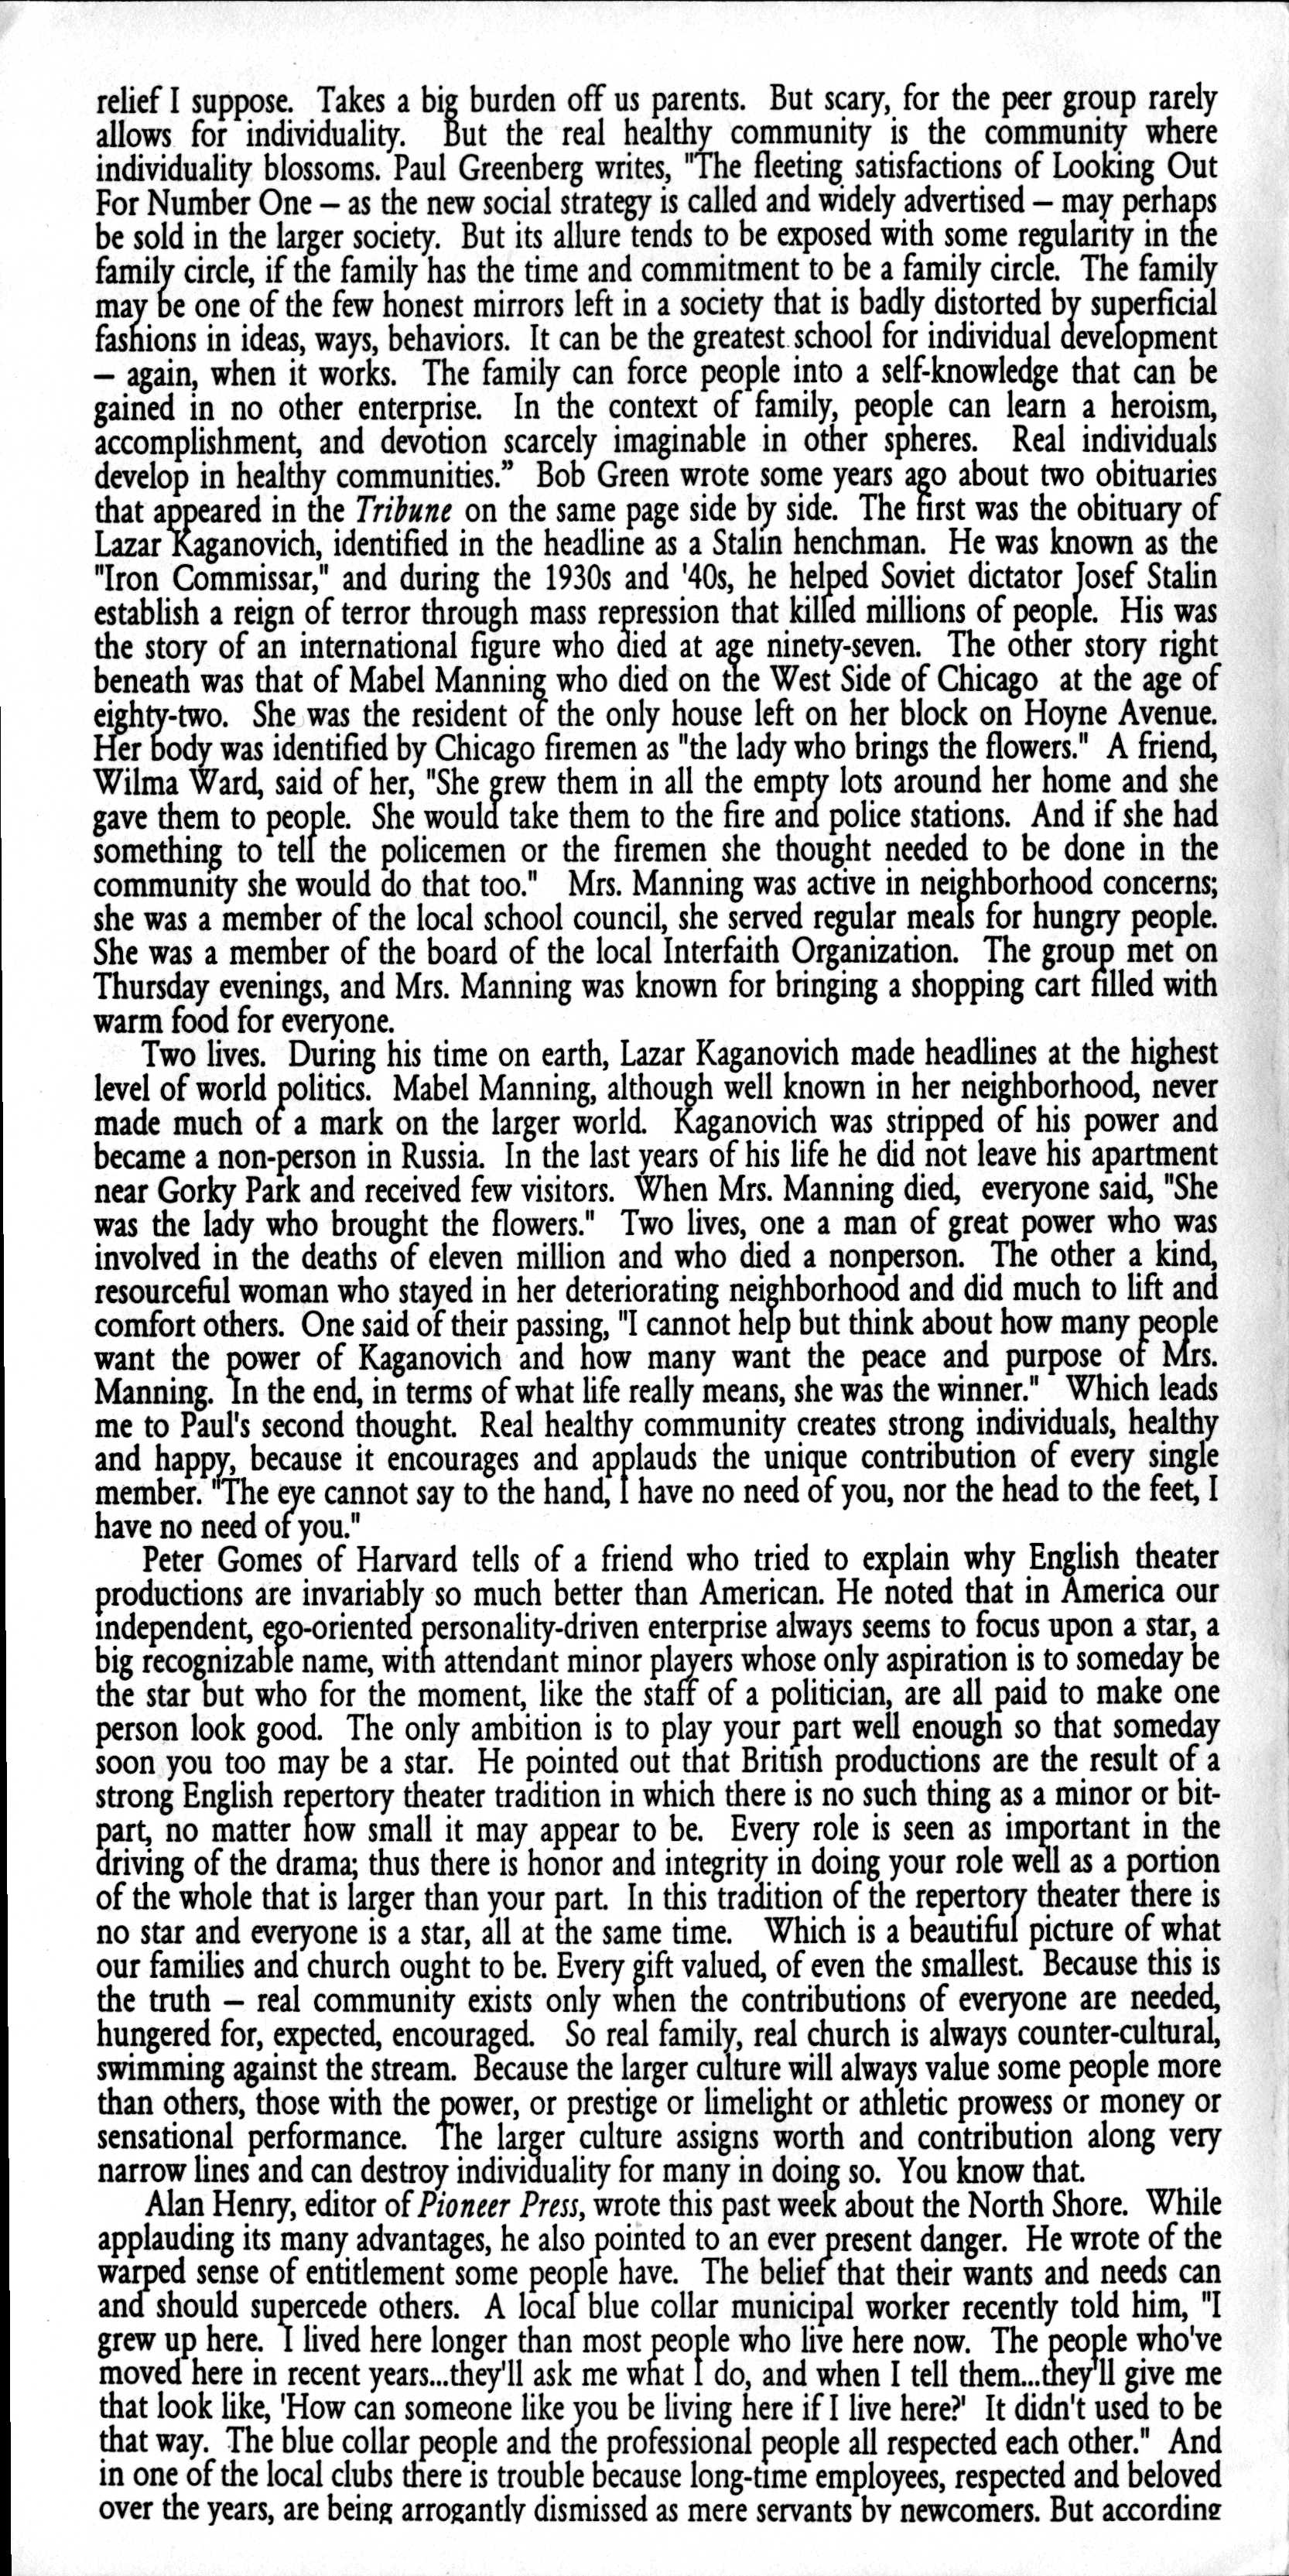 relief I suppose. Takes a big burden off us parents. But scary, for the peer group rarely
allows for individuality. But the real healthy community is the community where
individuality blossoms. Paul Greenberg writes, "The fleeting satisfactions of Looking Out
For Number One – as the new social strategy is called and widely advertised – may perhaps
be sold in the larger society. But its allure tends to be exposed with some regularity in the
family circle, if the family has the time and commitment to be a family circle. The family
may be one of the few honest mirrors left in a society that is badly distorted by superficial
fashions in ideas, ways, behaviors. It can be the greatest school for individual development
– again, when it works. The family can force people into a self-knowledge that can be
gained in no other enterprise. In the context of family, people can learn a heroism,
accomplishment, and devotion scarcely imaginable in other spheres. Real individuals
develop in healthy communities.” Bob Green wrote some years ago about two obituaries
that appeared in the Tribune on the same page side by side. The first was the obituary of
Lazar Kaganovich, identified in the headline as a Stalin henchman. He was known as the
"Iron Commissar," and during the 1930s and '40s, he helped Soviet dictator Josef Stalin
establish a reign of terror through mass repression that killed millions of people. His was
the story of an international figure who died at age ninety-seven. The other story right
beneath was that of Mabel Manning who died on the West Side of Chicago at the age of
eighty-two. She was the resident of the only house left on her block on Hoyne Avenue.
Her body was identified by Chicago firemen as "the lady who brings the flowers." A friend,
Wilma Ward, said of her, "She grew them in all the empty lots around her home and she
gave them to people. She would take them to the fire and police stations. And if she had
something to tell the policemen or the firemen she thought needed to be done in the
community she would do that too." Mrs. Manning was active in neighborhood concerns;
she was a member of the local school council, she served regular meals for hungry people.
She was a member of the board of the local Interfaith Organization. The group met on
Thursday evenings, and Mrs. Manning was known for bringing a shopping cart filled with
warm food for everyone.
Two lives. During his time on earth, Lazar Kaganovich made headlines at the highest
level of world politics. Mabel Manning, although well known in her neighborhood, never
made much of a mark on the larger world. Kaganovich was stripped of his power and
became a non-person in Russia. In the last years of his life he did not leave his apartment
near Gorky Park and received few visitors. When Mrs. Manning died, everyone said, "She
was the lady who brought the flowers." Two lives, one a man of great power who was
involved in the deaths of eleven million and who died a nonperson. The other a kind,
resourceful woman who stayed in her deteriorating neighborhood and did much to lift and
comfort others. One said of their passing, "I cannot help but think about how many people
want the power of Kaganovich and how many want the peace and purpose of Mrs.
Manning. In the end, in terms of what life really means, she was the winner." Which leads
me to Paul's second thought. Real healthy community creates strong individuals, healthy
and happy, because it encourages and applauds the unique contribution of every single
member. "The eye cannot say to the hand, I have no need of you, nor the head to the feet, I
have no need of you."
Peter Gomes of Harvard tells of a friend who tried to explain why English theater
productions are invariably so much better than American. He noted that in America our
independent, ego-oriented personality-driven enterprise always seems to focus upon a star, a
big recognizable name, with attendant minor players whose only aspiration is to someday be
the star but who for the moment, like the staff of a politician, are all paid to make one
person look good. The only ambition is to play your part well enough so that someday
soon you too may be a star. He pointed out that British productions are the result of a
strong English repertory theater tradition in which there is no such thing as a minor or bit-
part, no matter how small it may appear to be. Every role is seen as important in the
driving of the drama; thus there is honor and integrity in doing your role well as a portion
of the whole that is larger than your part. In this tradition of the repertory theater there is
no star and everyone is a star, all at the same time. Which is a beautiful picture of what
our families and church ought to be. Every gift valued, of even the smallest. Because this is
the truth – real community exists only when the contributions of everyone are needed,
hungered for, expected, encouraged. So real family, real church is always counter-cultural,
swimming against the stream. Because the larger culture will always value some people more
than others, those with the power, or prestige or limelight or athletic prowess or money or
sensational performance. The larger culture assigns worth and contribution along very
narrow lines and can destroy individuality for many in doing so. You know that.
Alan Henry, editor of Pioneer Press, wrote this past week about the North Shore. While
applauding its many advantages, he also pointed to an ever present danger. He wrote of the
warped sense of entitlement some people have. The belief that their wants and needs can
and should supercede others. A local blue collar municipal worker recently told him, "I
grew up here. I lived here longer than most people who live here now. The people who've
moved here in recent years...they'll ask me what I do, and when I tell them...they'll give me
that look like, 'How can someone like you be living here if I live here?' It didn't used to be
that way. The blue collar people and the professional people all respected each other." And
in one of the local clubs there is trouble because long-time employees, respected and beloved
over the years, are being arrogantly dismissed as mere servants by newcomers. But according